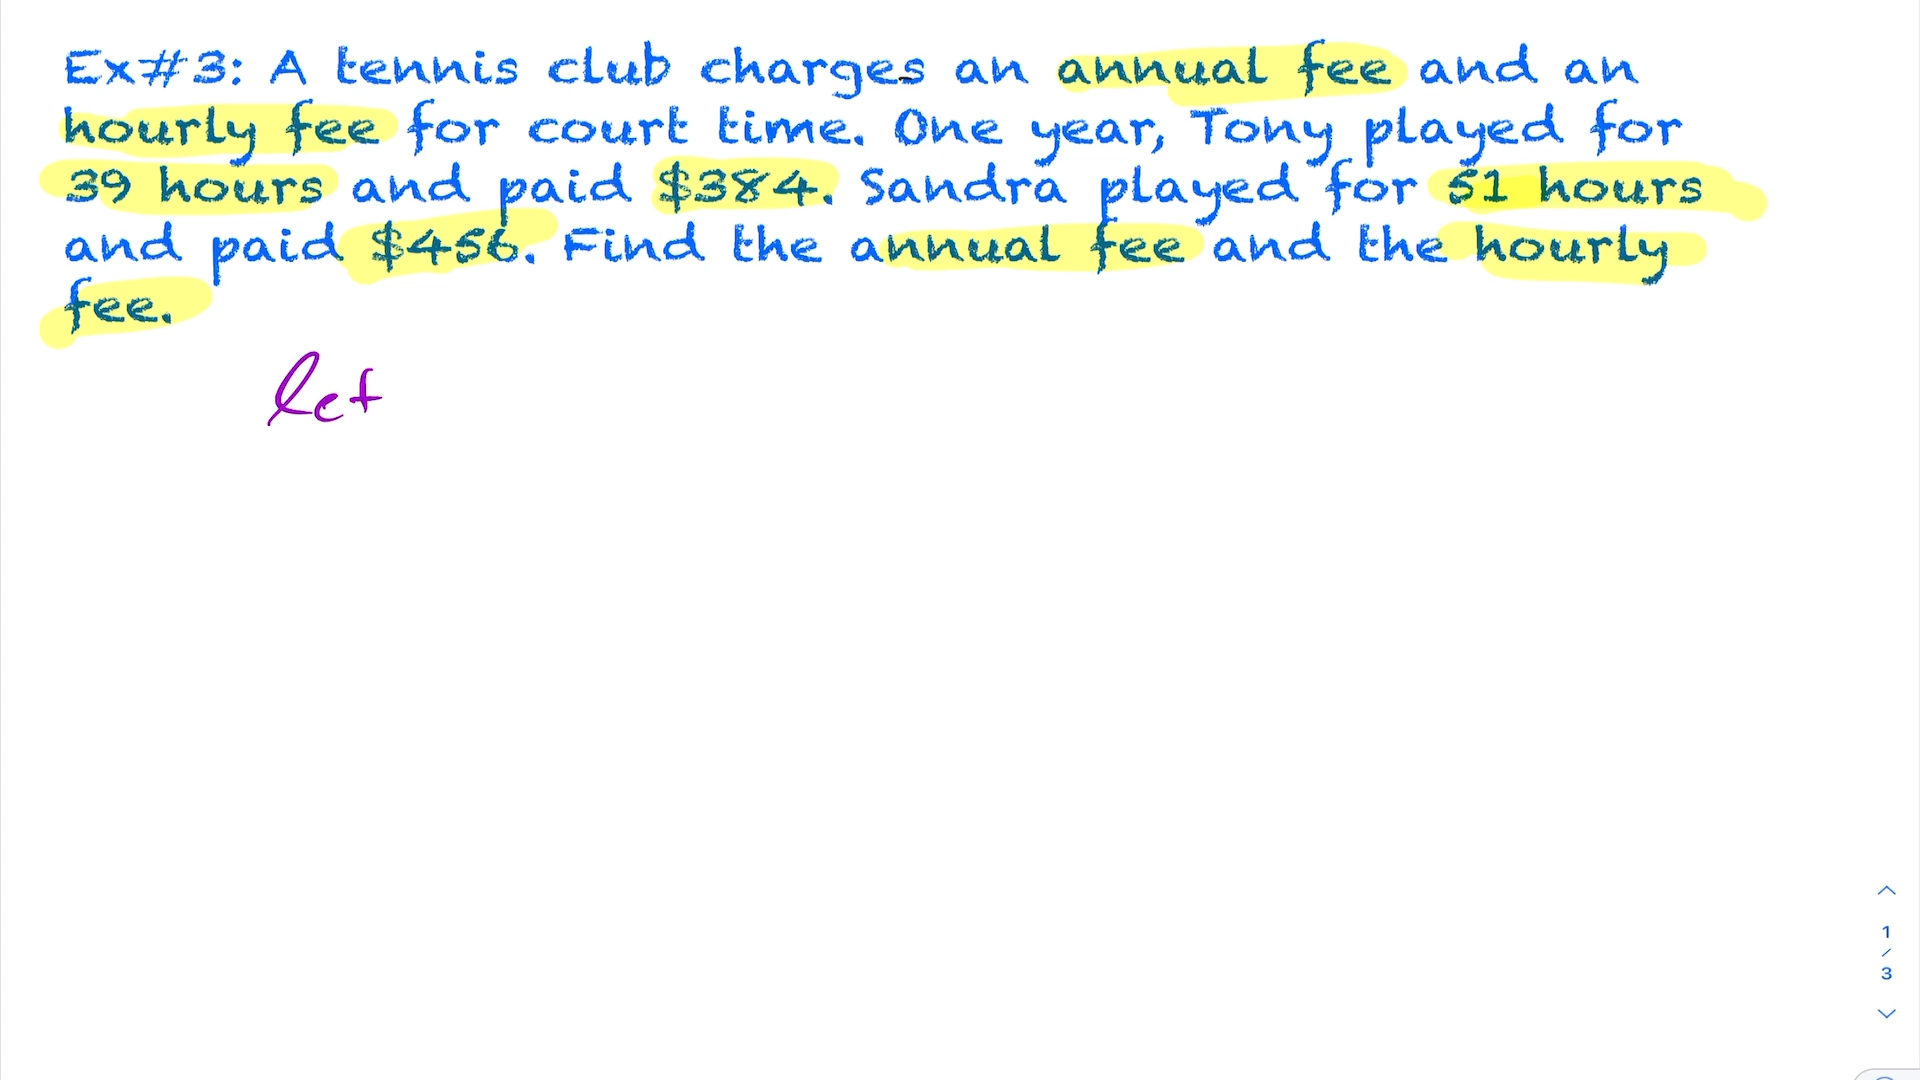 Ex#3: A tennis club charges an annual fee and an
hourly fee for court time. One year, Tony played for
39 hours and paid $384. Sandra played for 51 hours
and paid $456. Find the annual fee and the hourly
fee.
let
1
/
3